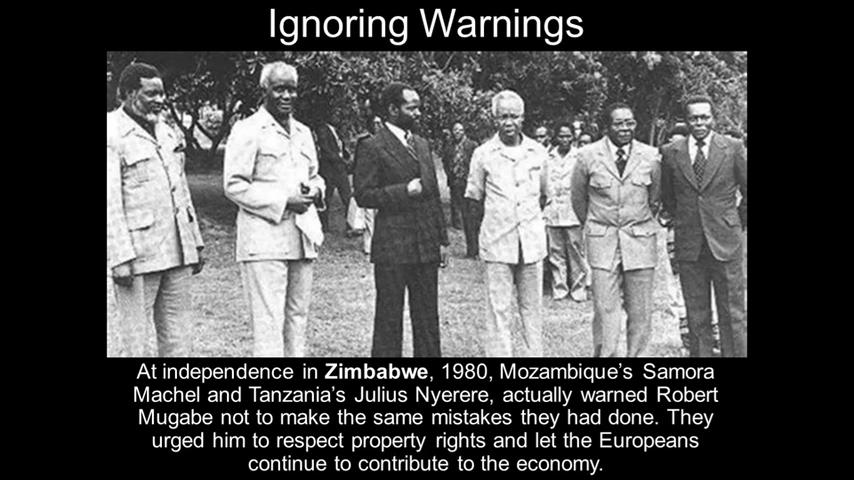 Ignoring Warnings
At independence in Zimbabwe, 1980, Mozambique's Samora
Machel and Tanzania's Julius Nyerere, actually warned Robert
Mugabe not to make the same mistakes they had done. They
urged him to respect property rights and let the Europeans
continue to contribute to the economy.